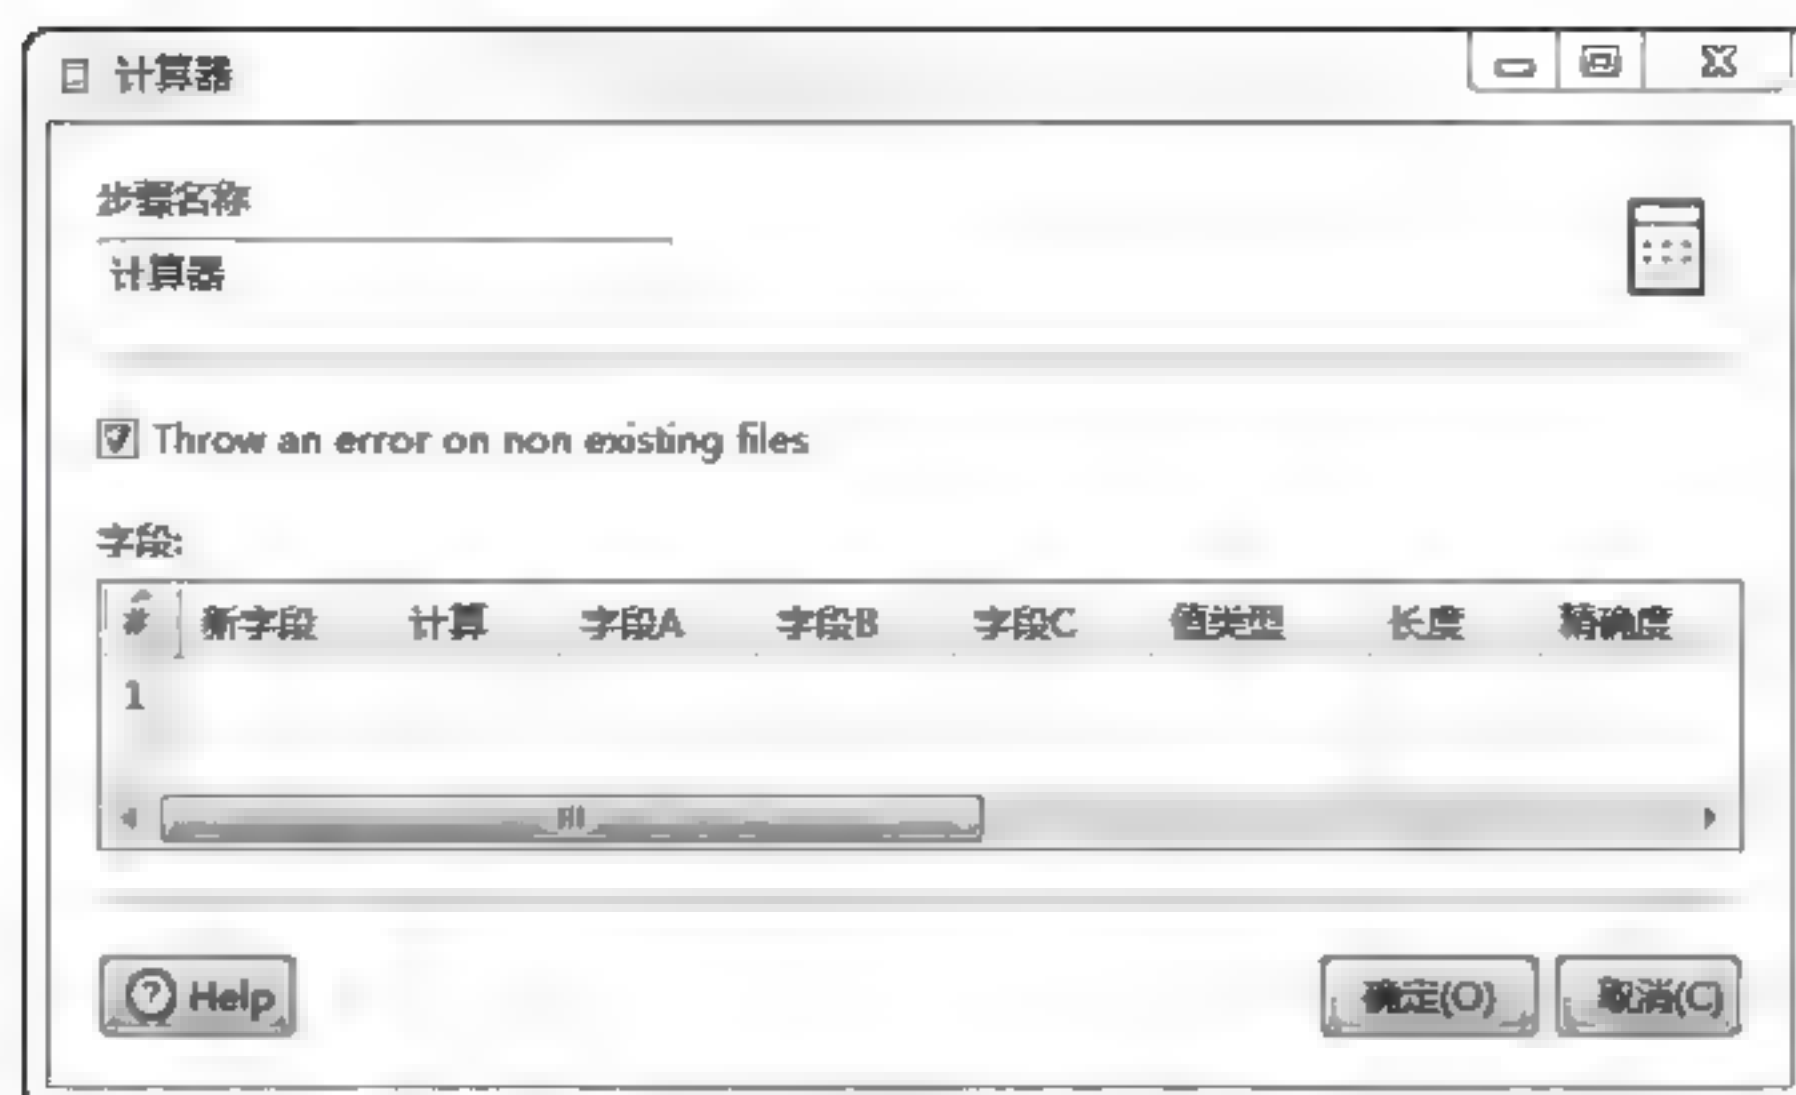 计算器
步骤名称
计算器
Throw an error on non existing files
字段:
# 新字段 计算 字段A 字段B 字段C 值类型 长度 精确度
1
Help 确定(O) 取消(C)